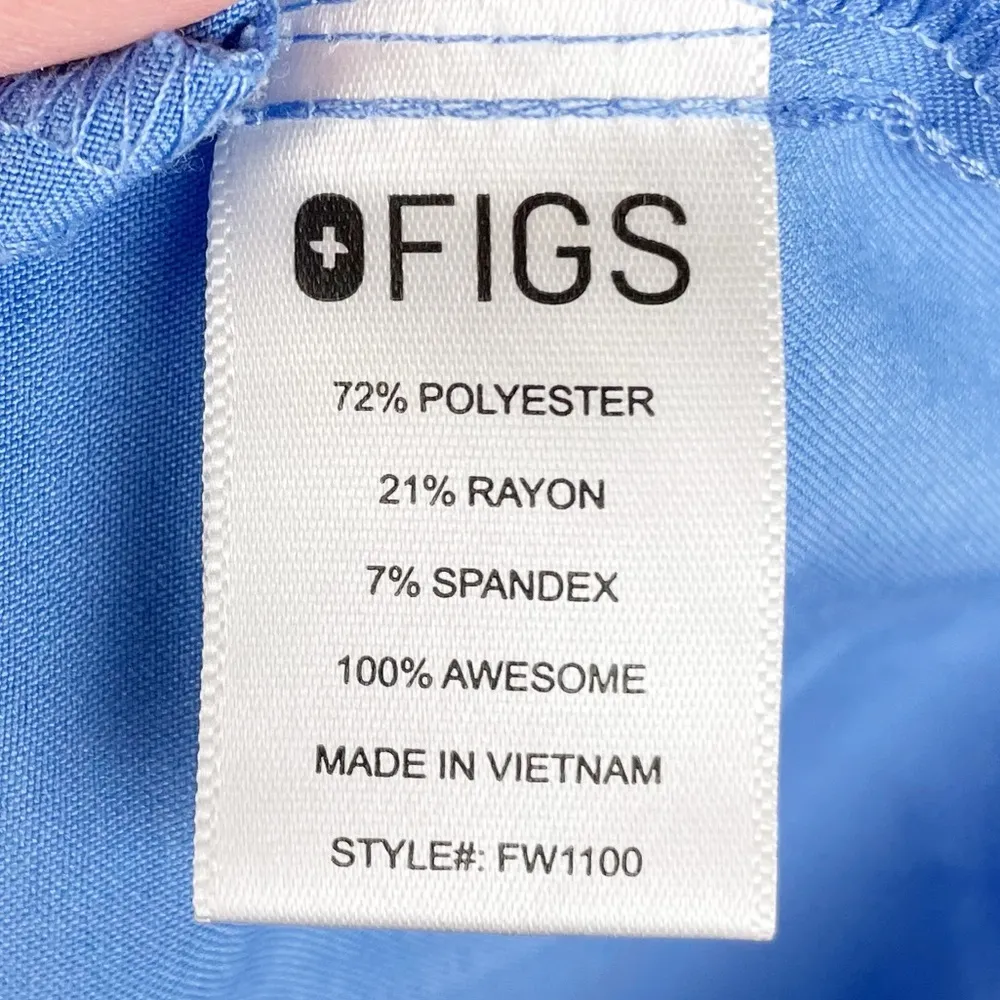 FIGS
72% POLYESTER
21% RAYON
7% SPANDEX
100% AWESOME
MADE IN VIETNAM
STYLE#: FW1100